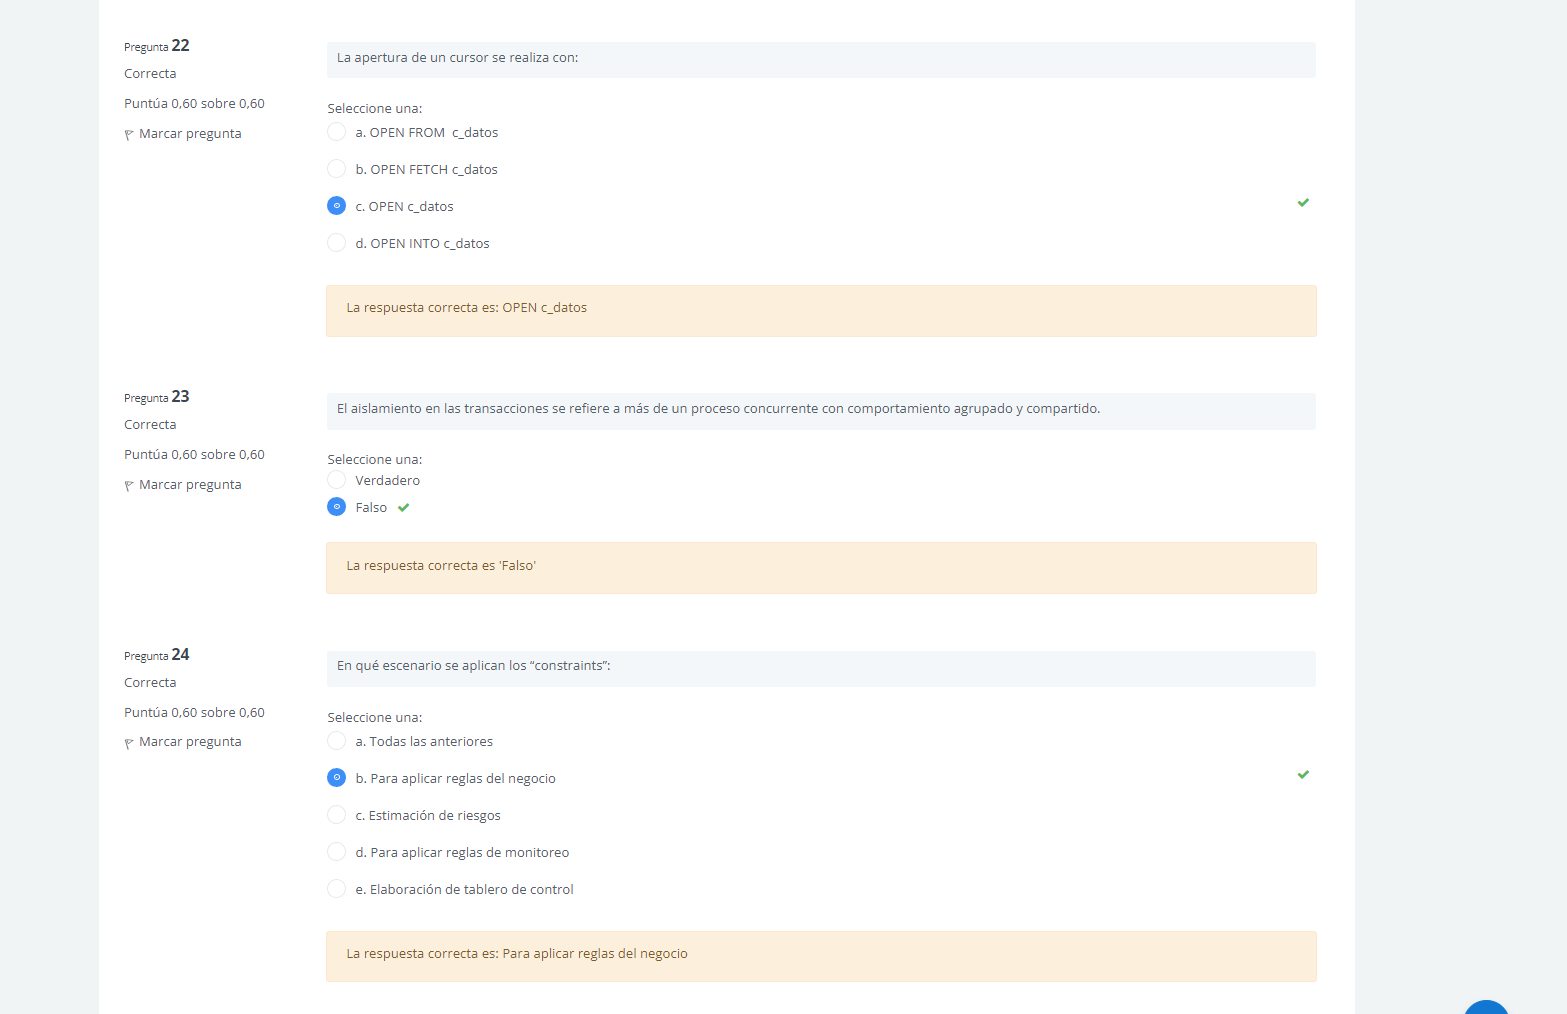 Pregunta 22
Correcta
Puntúa 0,60 sobre 0,60
Marcar pregunta
La apertura de un cursor se realiza con:
Seleccione una:
a. OPEN FROM  c_datos
b. OPEN FETCH c_datos
c. OPEN c_datos
d. OPEN INTO c_datos
La respuesta correcta es: OPEN c_datos
Pregunta 23
Correcta
Puntúa 0,60 sobre 0,60
Marcar pregunta
El aislamiento en las transacciones se refiere a más de un proceso concurrente con comportamiento agrupado y compartido.
Seleccione una:
Verdadero
Falso
La respuesta correcta es 'Falso'
Pregunta 24
Correcta
Puntúa 0,60 sobre 0,60
Marcar pregunta
En qué escenario se aplican los “constraints”:
Seleccione una:
a. Todas las anteriores
b. Para aplicar reglas del negocio
c. Estimación de riesgos
d. Para aplicar reglas de monitoreo
e. Elaboración de tablero de control
La respuesta correcta es: Para aplicar reglas del negocio